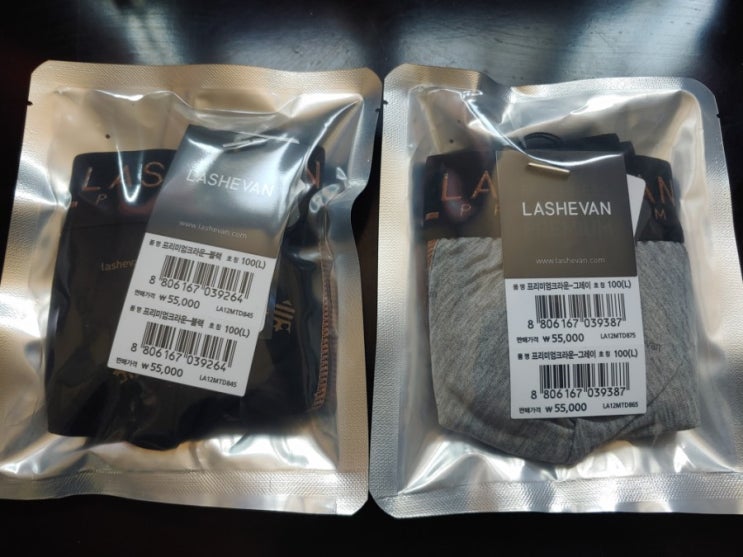 LASHEVAN
www.lashevan.com
lashevan
품 명 프리미엄크라운-블랙 호 칭 100(L)
8 806167 039264
판매가격 ₩ 55,000 LA12MTD845
품 명 프리미엄크라운-블랙 호 칭 100(L)
8 806167 039264
판매가격 ₩ 55,000 LA12MTD845
LASHEVAN
www.lashevan.com
품 명 프리미엄크라운-그레이 호 칭 100(L)
8 806167 039387
판매가격 ₩ 55,000 LA12MTD875
품 명 프리미엄크라운-그레이 호 칭 100(L)
8 806167 039387
판매가격 ₩ 55,000 LA12MTD865